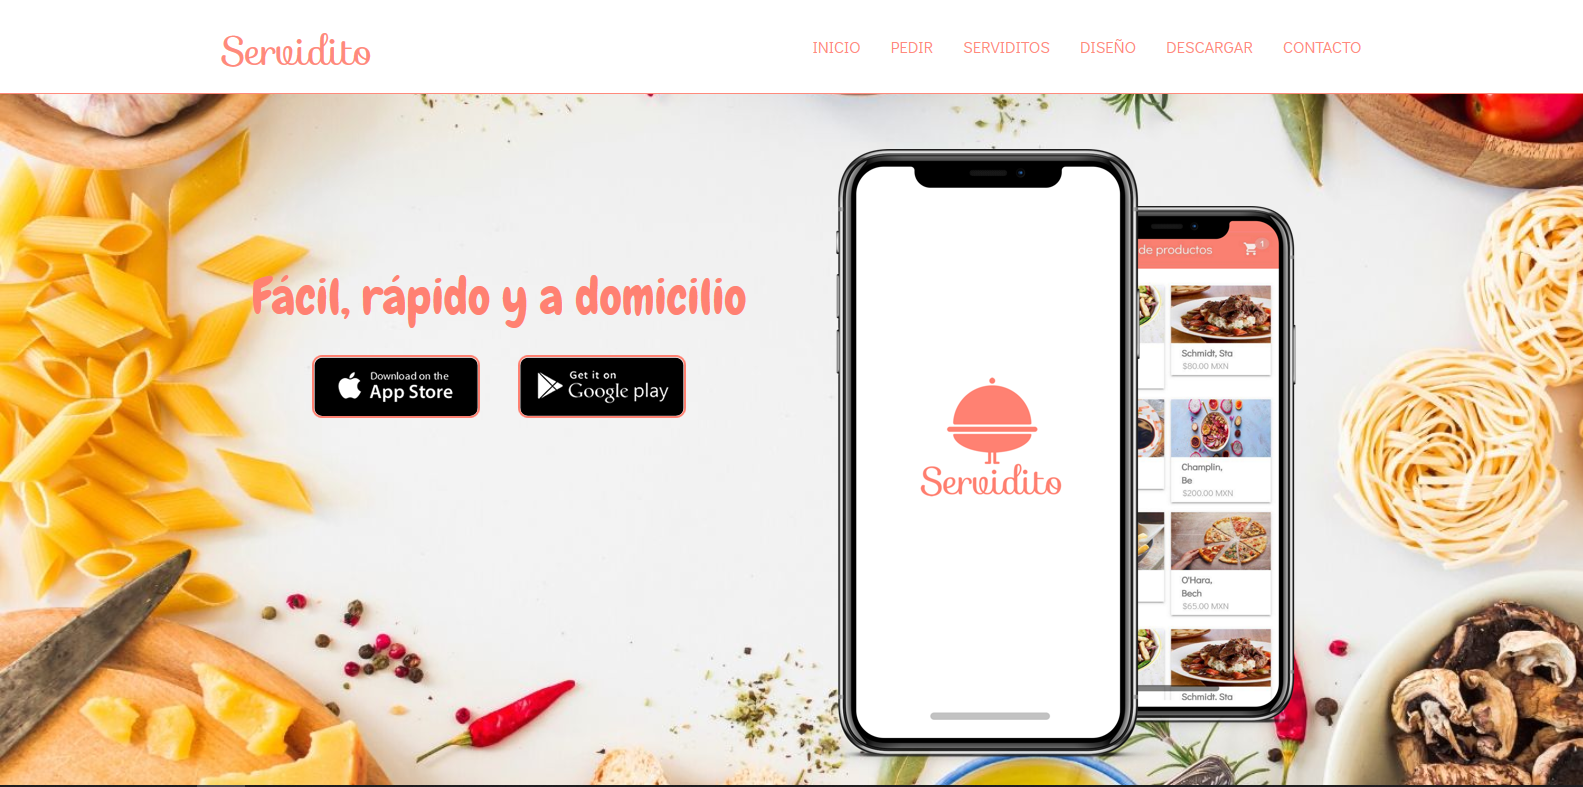 Servidito
INICIO PEDIR SERVIDITOS DISEÑO DESCARGAR CONTACTO
Fácil, rápido y a domicilio
Download on the
App Store
Get it on
Google play
Servidito
de productos
1
Schmidt, Sta
$80.00 MXN
Champlin,
Be
$200.00 MXN
O'Hara,
Bech
$65.00 MXN
Schmidt, Sta